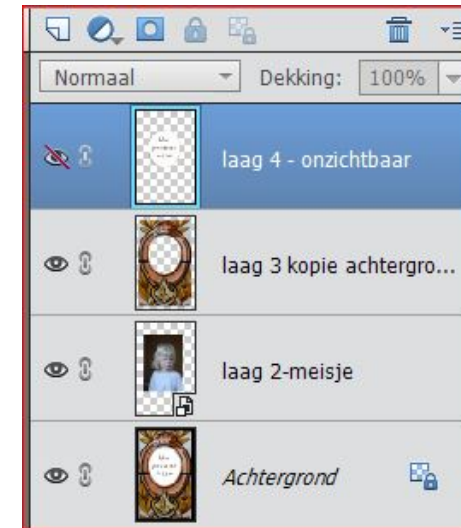 Normaal Dekking: 100%
laag 4 - onzichtbaar
laag 3 kopie achtergro...
laag 2-meisje
Achtergrond